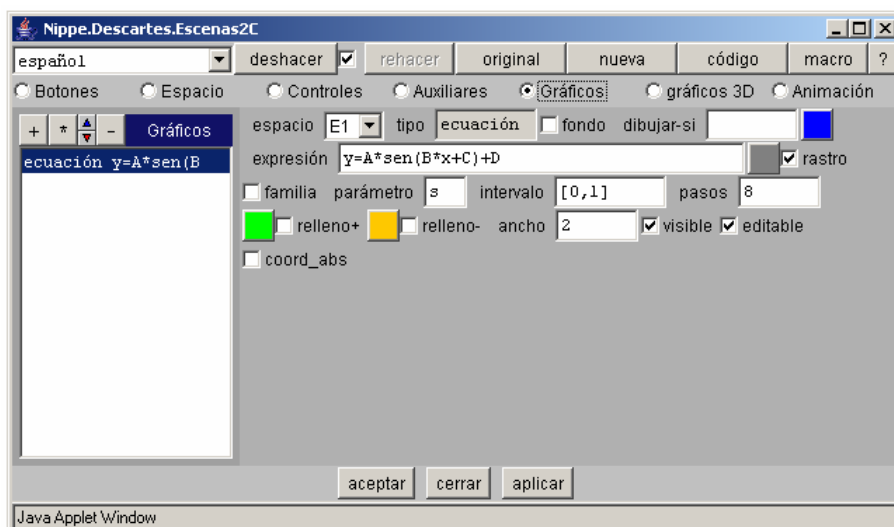 Nippe.Descartes.Escenas2C
español deshacer rehacer original nueva código macro ?
Botones Espacio Controles Auxiliares Gráficos gráficos 3D Animación
+ * - Gráficos espacio E1 tipo ecuación fondo dibujar-si
ecuación y=A*sen(B expresión y=A*sen(B*x+C)+D rastro
familia parámetro s intervalo [0,1] pasos 8
relleno+ relleno- ancho 2 visible editable
coord_abs
aceptar cerrar aplicar
Java Applet Window